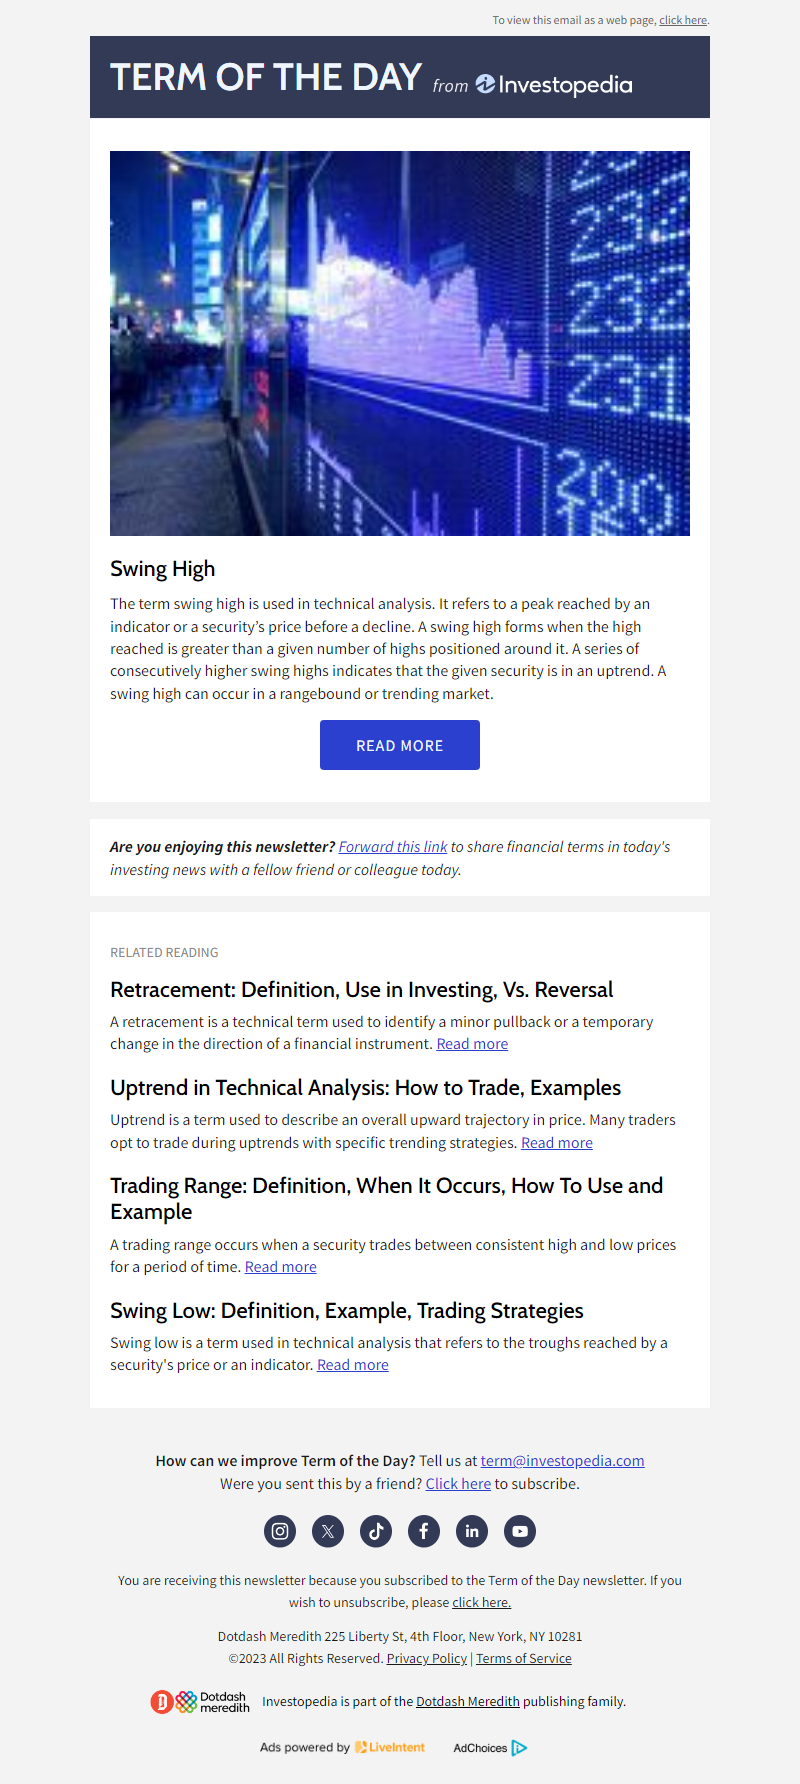 To view this email as a web page, click here.
TERM OF THE DAY from Investopedia
232
232
232
231
200
Swing High
The term swing high is used in technical analysis. It refers to a peak reached by an
indicator or a security’s price before a decline. A swing high forms when the high
reached is greater than a given number of highs positioned around it. A series of
consecutively higher swing highs indicates that the given security is in an uptrend. A
swing high can occur in a rangebound or trending market.
READ MORE
Are you enjoying this newsletter? Forward this link to share financial terms in today's
investing news with a fellow friend or colleague today.
RELATED READING
Retracement: Definition, Use in Investing, Vs. Reversal
A retracement is a technical term used to identify a minor pullback or a temporary
change in the direction of a financial instrument. Read more
Uptrend in Technical Analysis: How to Trade, Examples
Uptrend is a term used to describe an overall upward trajectory in price. Many traders
opt to trade during uptrends with specific trending strategies. Read more
Trading Range: Definition, When It Occurs, How To Use and
Example
A trading range occurs when a security trades between consistent high and low prices
for a period of time. Read more
Swing Low: Definition, Example, Trading Strategies
Swing low is a term used in technical analysis that refers to the troughs reached by a
security's price or an indicator. Read more
How can we improve Term of the Day? Tell us at term@investopedia.com
Were you sent this by a friend? Click here to subscribe.
You are receiving this newsletter because you subscribed to the Term of the Day newsletter. If you
wish to unsubscribe, please click here.
Dotdash Meredith 225 Liberty St, 4th Floor, New York, NY 10281
©2023 All Rights Reserved. Privacy Policy | Terms of Service
Dotdash
meredith
Investopedia is part of the Dotdash Meredith publishing family.
Ads powered by LiveIntent
AdChoices